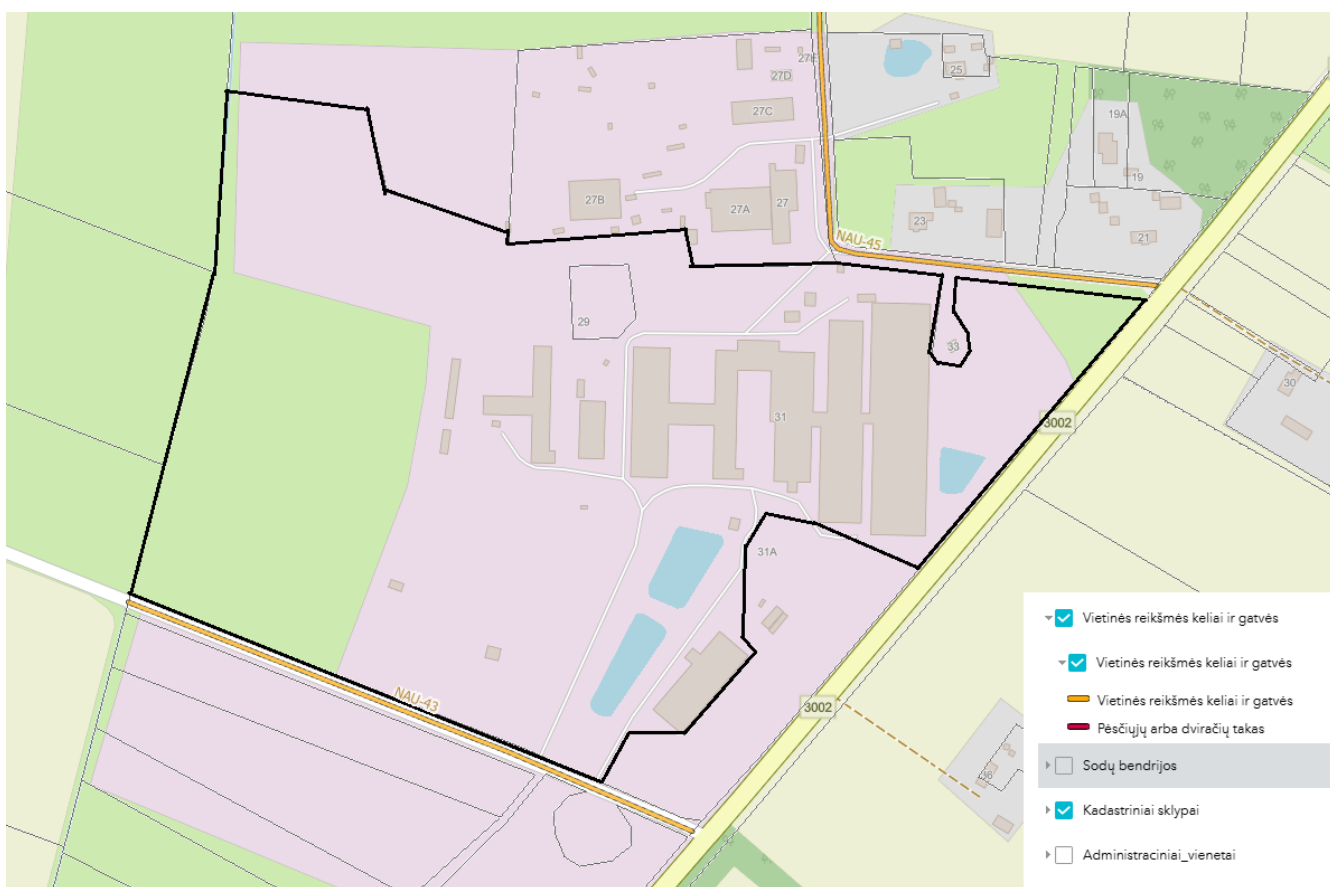 27E
27D
25
27C
19A
19
27B
27A
27
23
21
NAU-45
29
33
30
31
3002
31A
NAU-43
3002
Vietinės reikšmės keliai ir gatvės
Vietinės reikšmės keliai ir gatvės
Vietinės reikšmės keliai ir gatvės
Pėsčiųjų arba dviračių takas
Sodų bendrijos
Kadastriniai sklypai
Administraciniai_vienetai